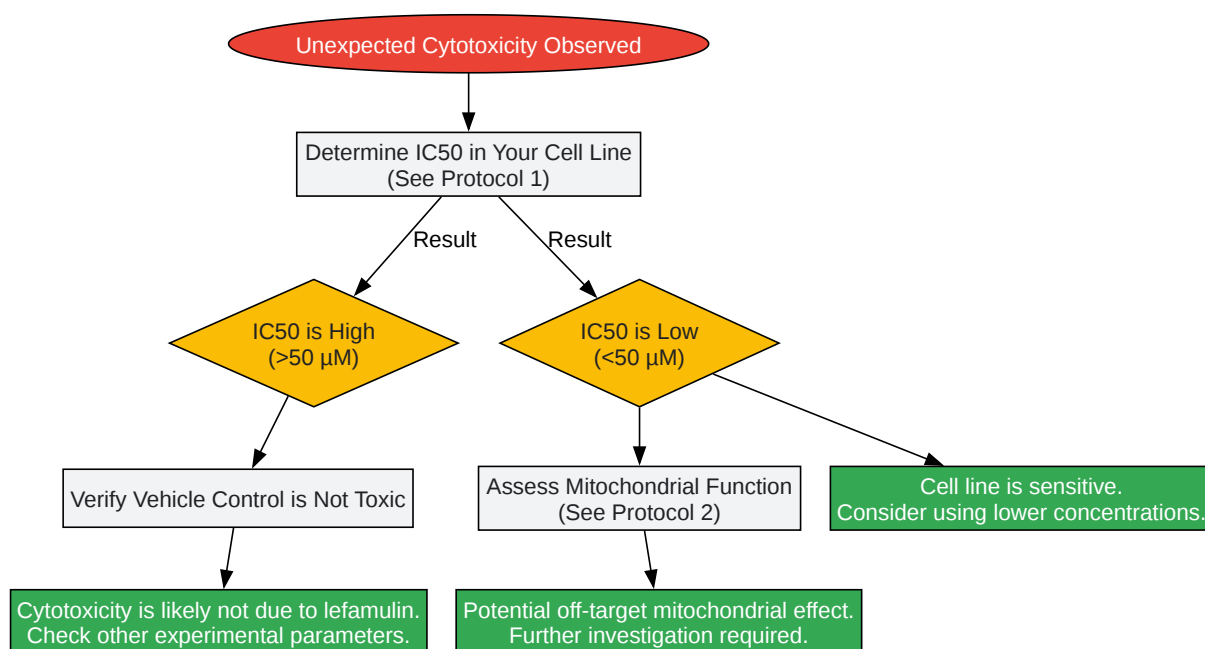 Unexpected Cytotoxicity Observed
Determine IC50 in Your Cell Line
(See Protocol 1)
Result
Result
IC50 is High
(>50 µM)
IC50 is Low
(<50 µM)
Verify Vehicle Control is Not Toxic
Assess Mitochondrial Function
(See Protocol 2)
Cell line is sensitive.
Consider using lower concentrations.
Cytotoxicity is likely not due to lefamulin.
Check other experimental parameters.
Potential off-target mitochondrial effect.
Further investigation required.